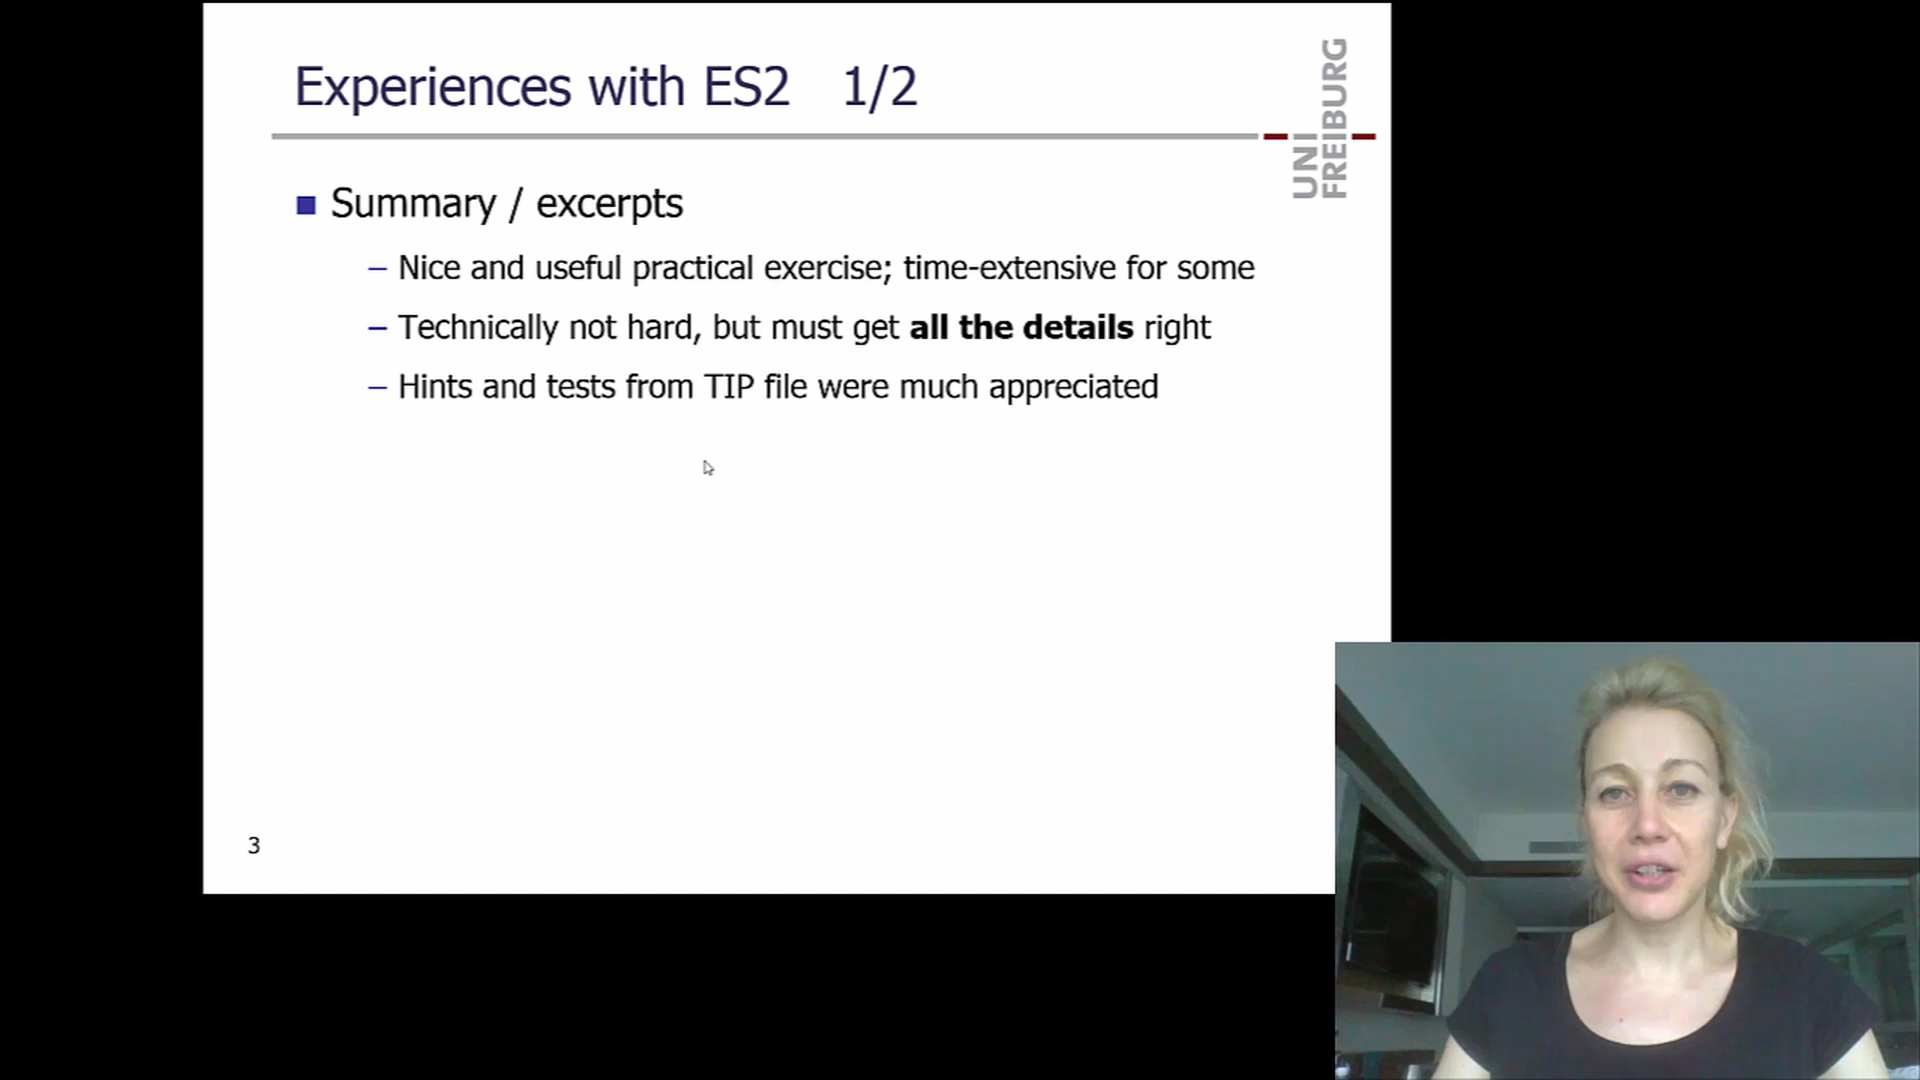 Experiences with ES2 1/2
UNI
FREIBURG
■ Summary / excerpts
– Nice and useful practical exercise; time-extensive for some
– Technically not hard, but must get all the details right
– Hints and tests from TIP file were much appreciated
3